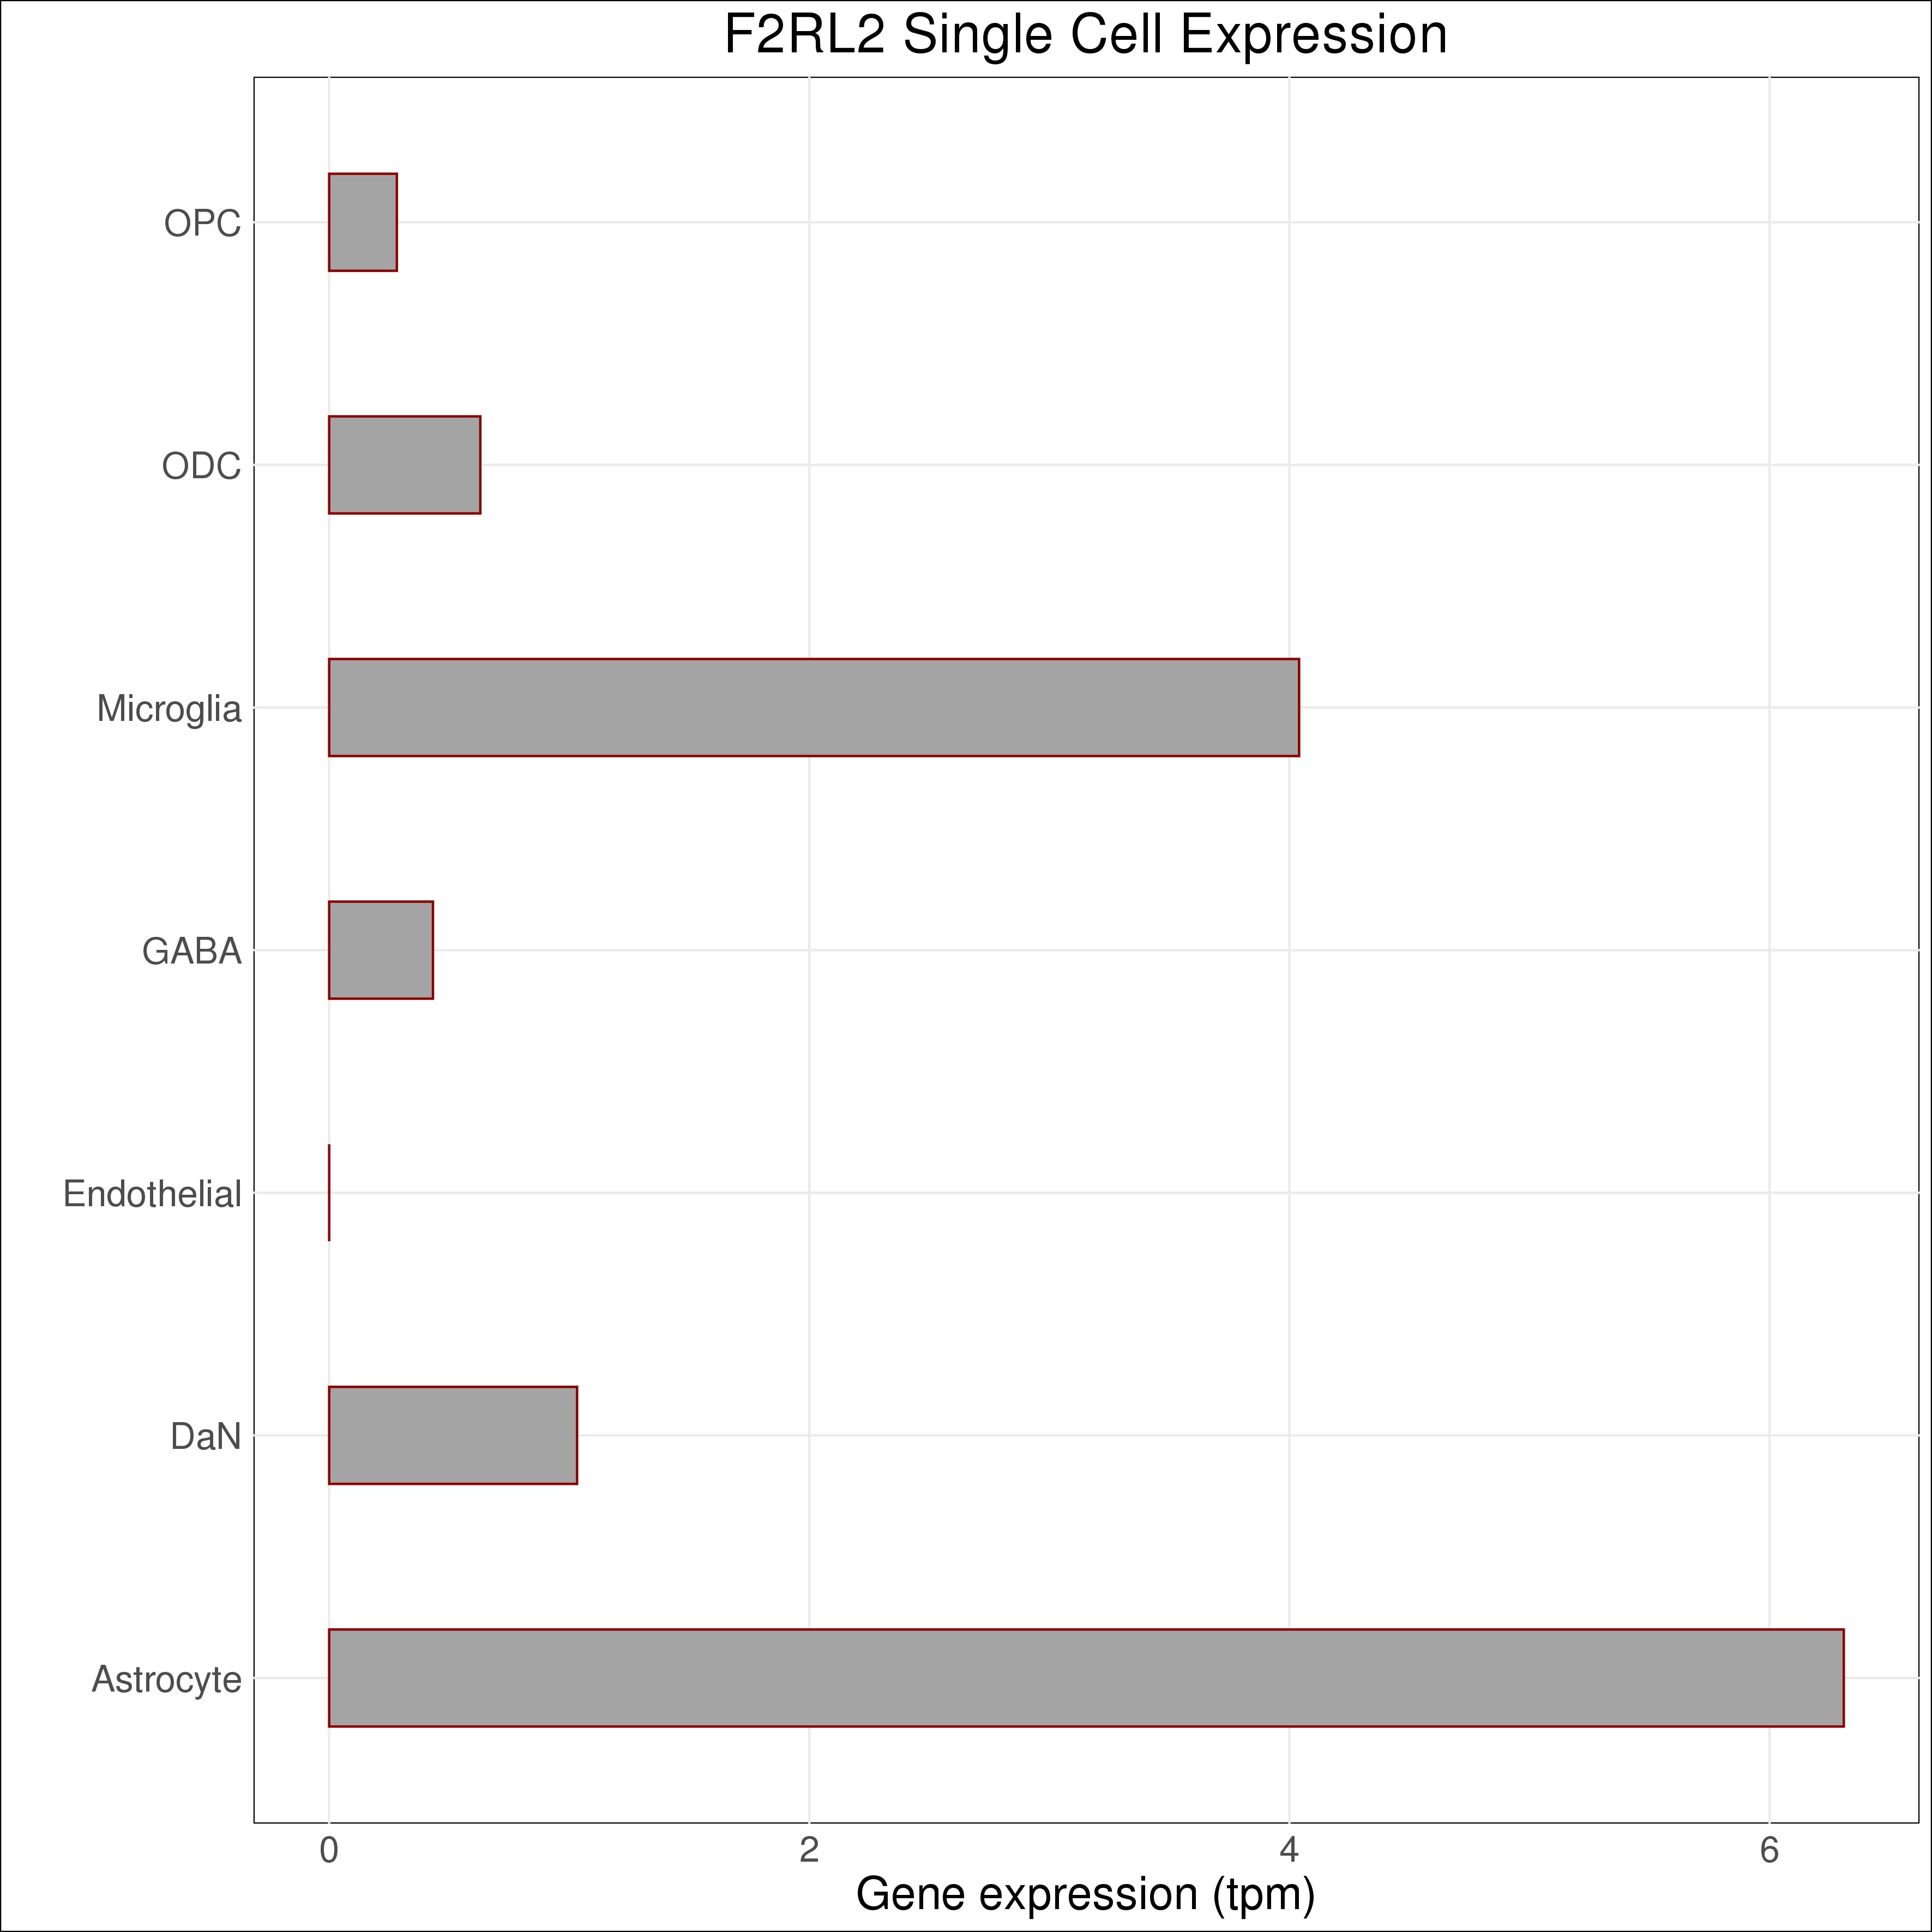 F2RL2 Single Cell Expression
OPC
ODC
Microglia
GABA
Endothelial
DaN
Astrocyte
0 2 4 6
Gene expression (tpm)